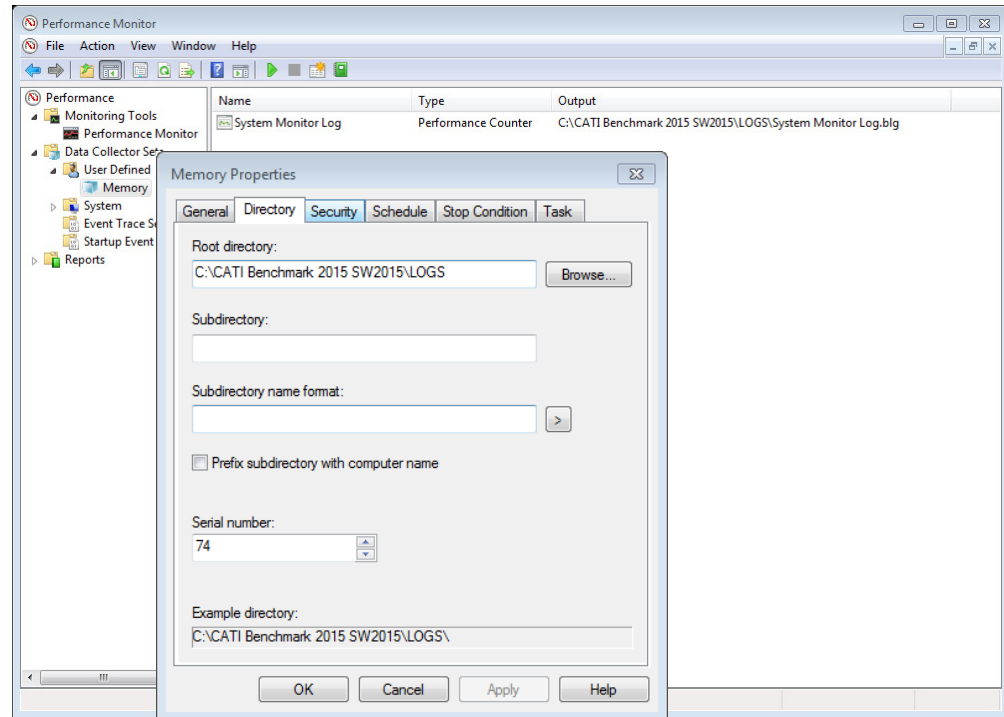 Performance Monitor
File Action View Window Help
Performance
Monitoring Tools
Performance Monitor
Data Collector Sets
User Defined
Memory
System
Event Trace Se
Startup Event
Reports
Name Type Output
System Monitor Log Performance Counter C:\CATI Benchmark 2015 SW2015\LOGS\System Monitor Log.blg
Memory Properties
General Directory Security Schedule Stop Condition Task
Root directory:
C:\CATI Benchmark 2015 SW2015\LOGS
Browse...
Subdirectory:
Subdirectory name format:
>
Prefix subdirectory with computer name
Serial number:
74
Example directory:
C:\CATI Benchmark 2015 SW2015\LOGS\
OK Cancel Apply Help